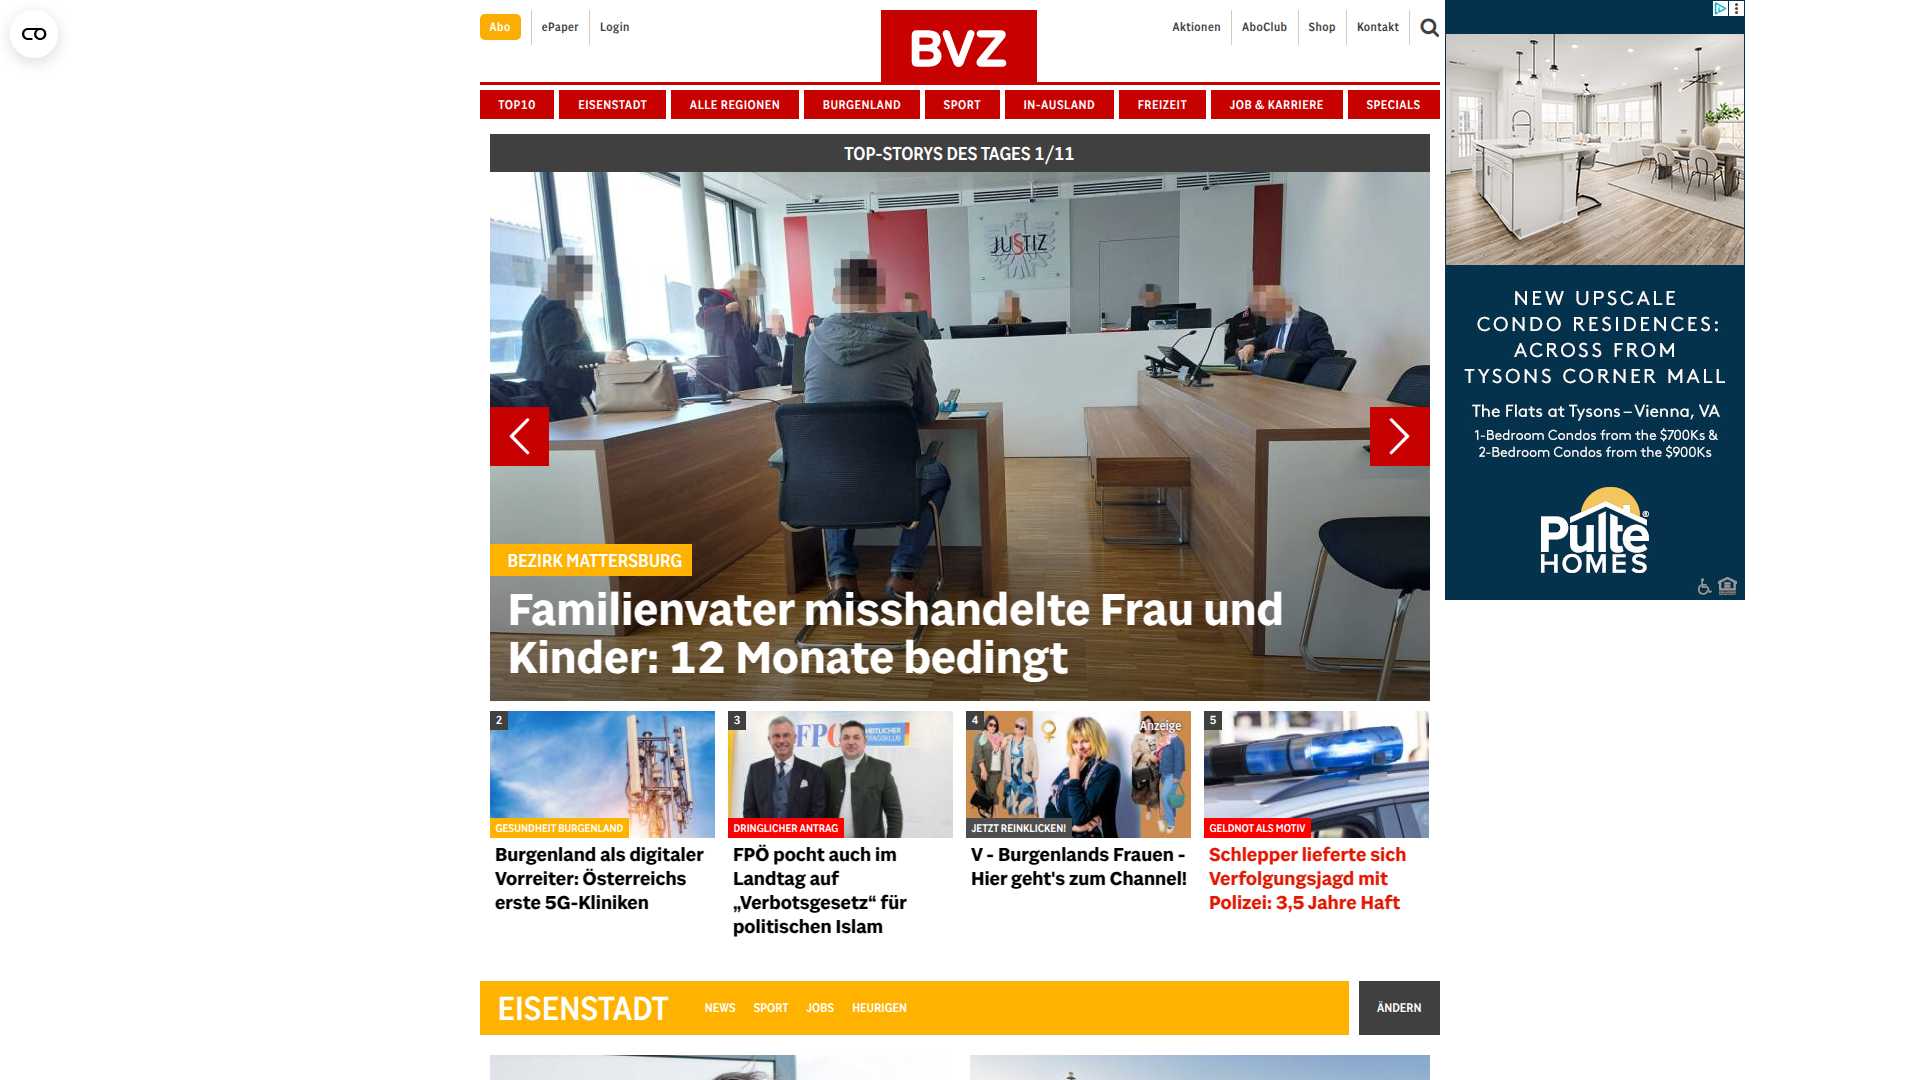 Abo
ePaper
Login
BVZ
Aktionen
AboClub
Shop
Kontakt
TOP10
EISENSTADT
ALLE REGIONEN
BURGENLAND
SPORT
IN-AUSLAND
FREIZEIT
JOB & KARRIERE
SPECIALS
TOP-STORYS DES TAGES 1/11
JUSTIZ
BEZIRK MATTERSBURG
Familienvater misshandelte Frau und
Kinder: 12 Monate bedingt
2
GESUNDHEIT BURGENLAND
Burgenland als digitaler
Vorreiter: Österreichs
erste 5G-Kliniken
3
DRINGLICHER ANTRAG
FPÖ pocht auch im
Landtag auf
„Verbotsgesetz“ für
politischen Islam
4
Anzeige
JETZT REINKLICKEN!
V - Burgenlands Frauen -
Hier geht's zum Channel!
5
GELDNOT ALS MOTIV
Schlepper lieferte sich
Verfolgungsjagd mit
Polizei: 3,5 Jahre Haft
EISENSTADT
NEWS
SPORT
JOBS
HEURIGEN
ÄNDERN
NEW UPSCALE
CONDO RESIDENCES:
ACROSS FROM
TYSONS CORNER MALL
The Flats at Tysons – Vienna, VA
1-Bedroom Condos from the $700Ks &
2-Bedroom Condos from the $900Ks
Pulte®
HOMES